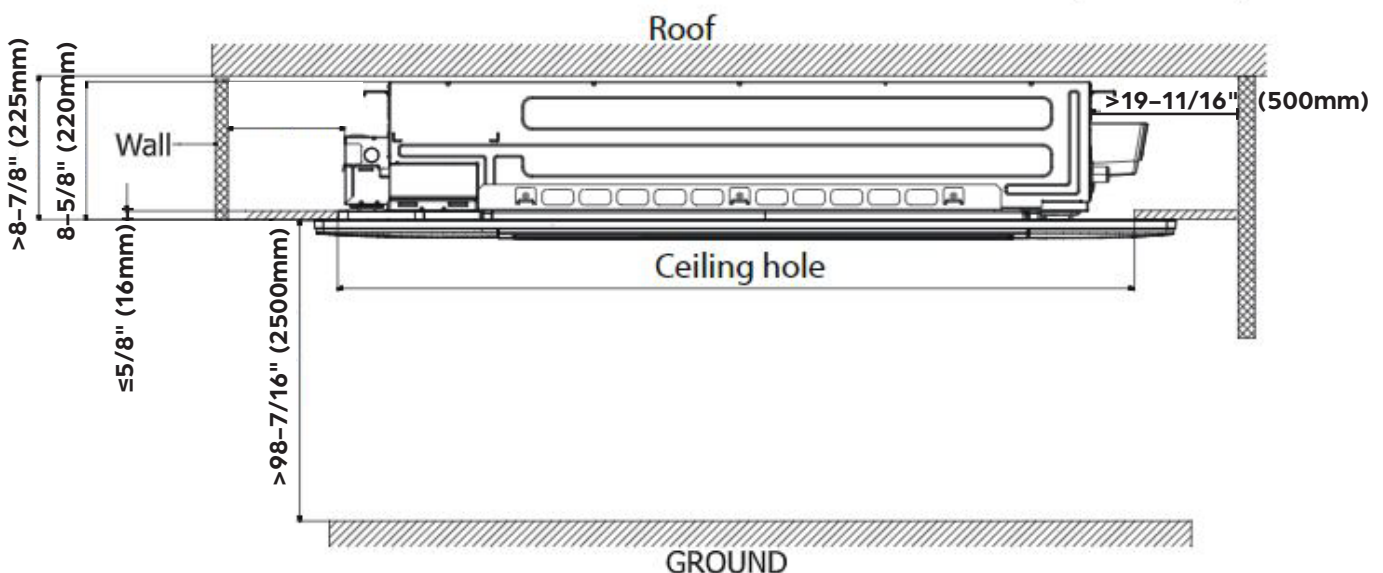 Roof
>8–7/8" (225mm)
8–5/8" (220mm)
Wall
>19–11/16" (500mm)
≤5/8" (16mm)
>98–7/16" (2500mm)
Ceiling hole
GROUND